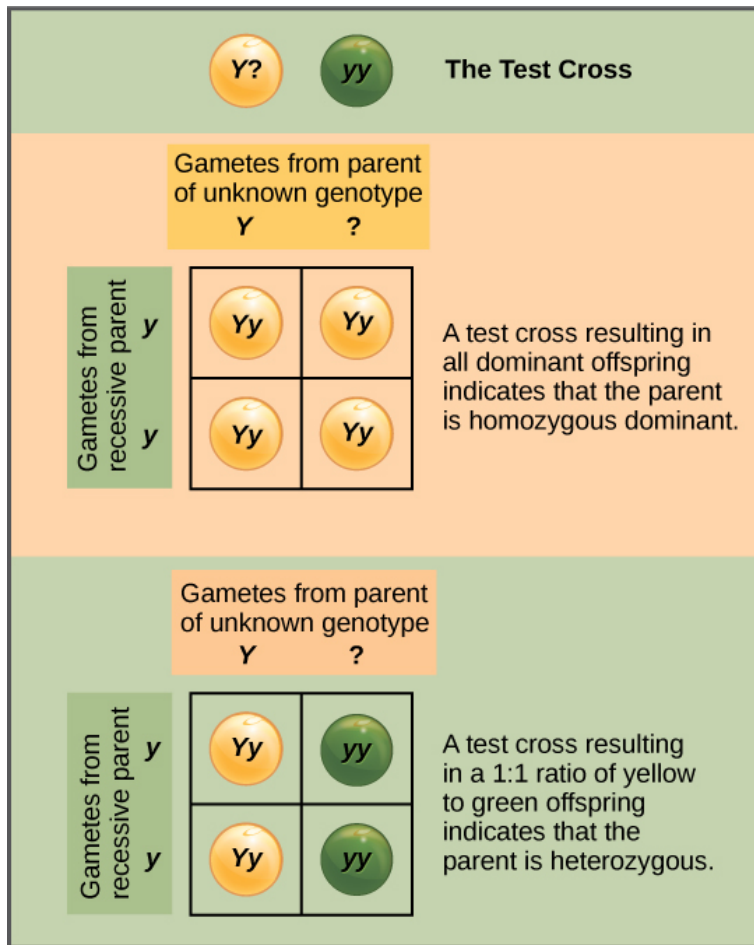 Y? yy The Test Cross
Gametes from parent
of unknown genotype
Y ?
Gametes from
recessive parent
y Yy Yy
y Yy Yy
A test cross resulting in
all dominant offspring
indicates that the parent
is homozygous dominant.
Gametes from parent
of unknown genotype
Y ?
Gametes from
recessive parent
y Yy yy
y Yy yy
A test cross resulting
in a 1:1 ratio of yellow
to green offspring
indicates that the
parent is heterozygous.